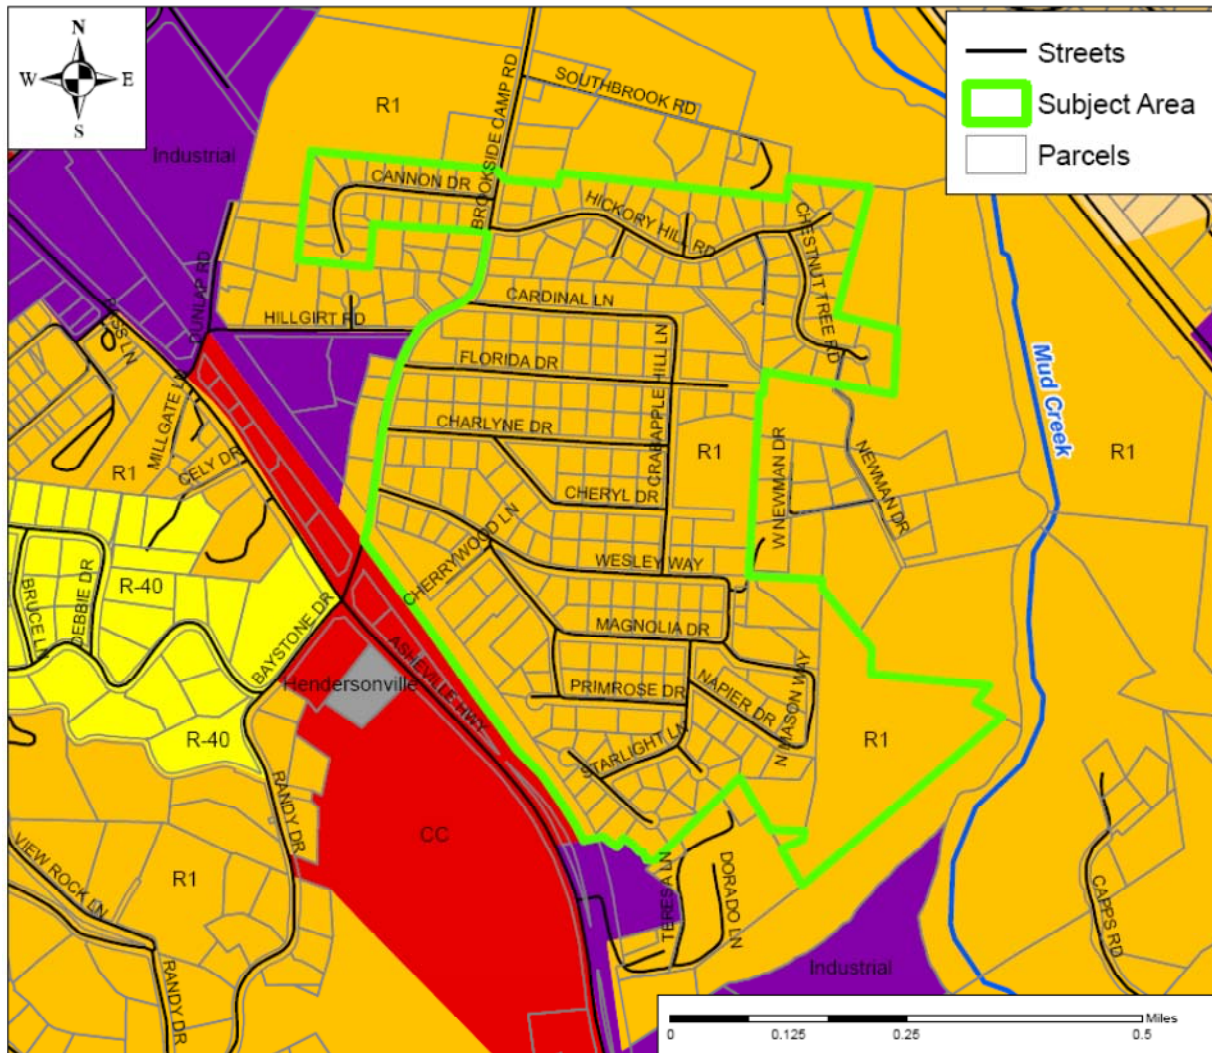 N
W E
S
Streets
Subject Area
Parcels
R1
Industrial
BROOKSIDE CAMP RD
SOUTHBROOK RD
CANNON DR
HICKORY HILL RD
CHESTNUT TREE RD
DUNLAP RD
HILLGIRT RD
CARDINAL LN
FLORIDA DR
CRABAPPLE HILL LN
Mud Creek
MILLGATE LN
CELY DR
R1
CHARLYNE DR
CHERYL DR
R1
W NEWMAN DR
NEWMAN DR
R1
CHERRYWOOD LN
WESLEY WAY
R-40
BRUCE LN
DEBBIE DR
BAYSTONE DR
MAGNOLIA DR
Hendersonville
ASHEVILLE HWY
PRIMROSE DR
NAPIER DR
N MASON WAY
R-40
R1
STARLIGHT LN
RANDY DR
CC
VIEW ROCK LN
R1
TERESA LN
DORADO LN
CAPPS RD
RANDY DR
Industrial
Miles
0 0.125 0.25 0.5